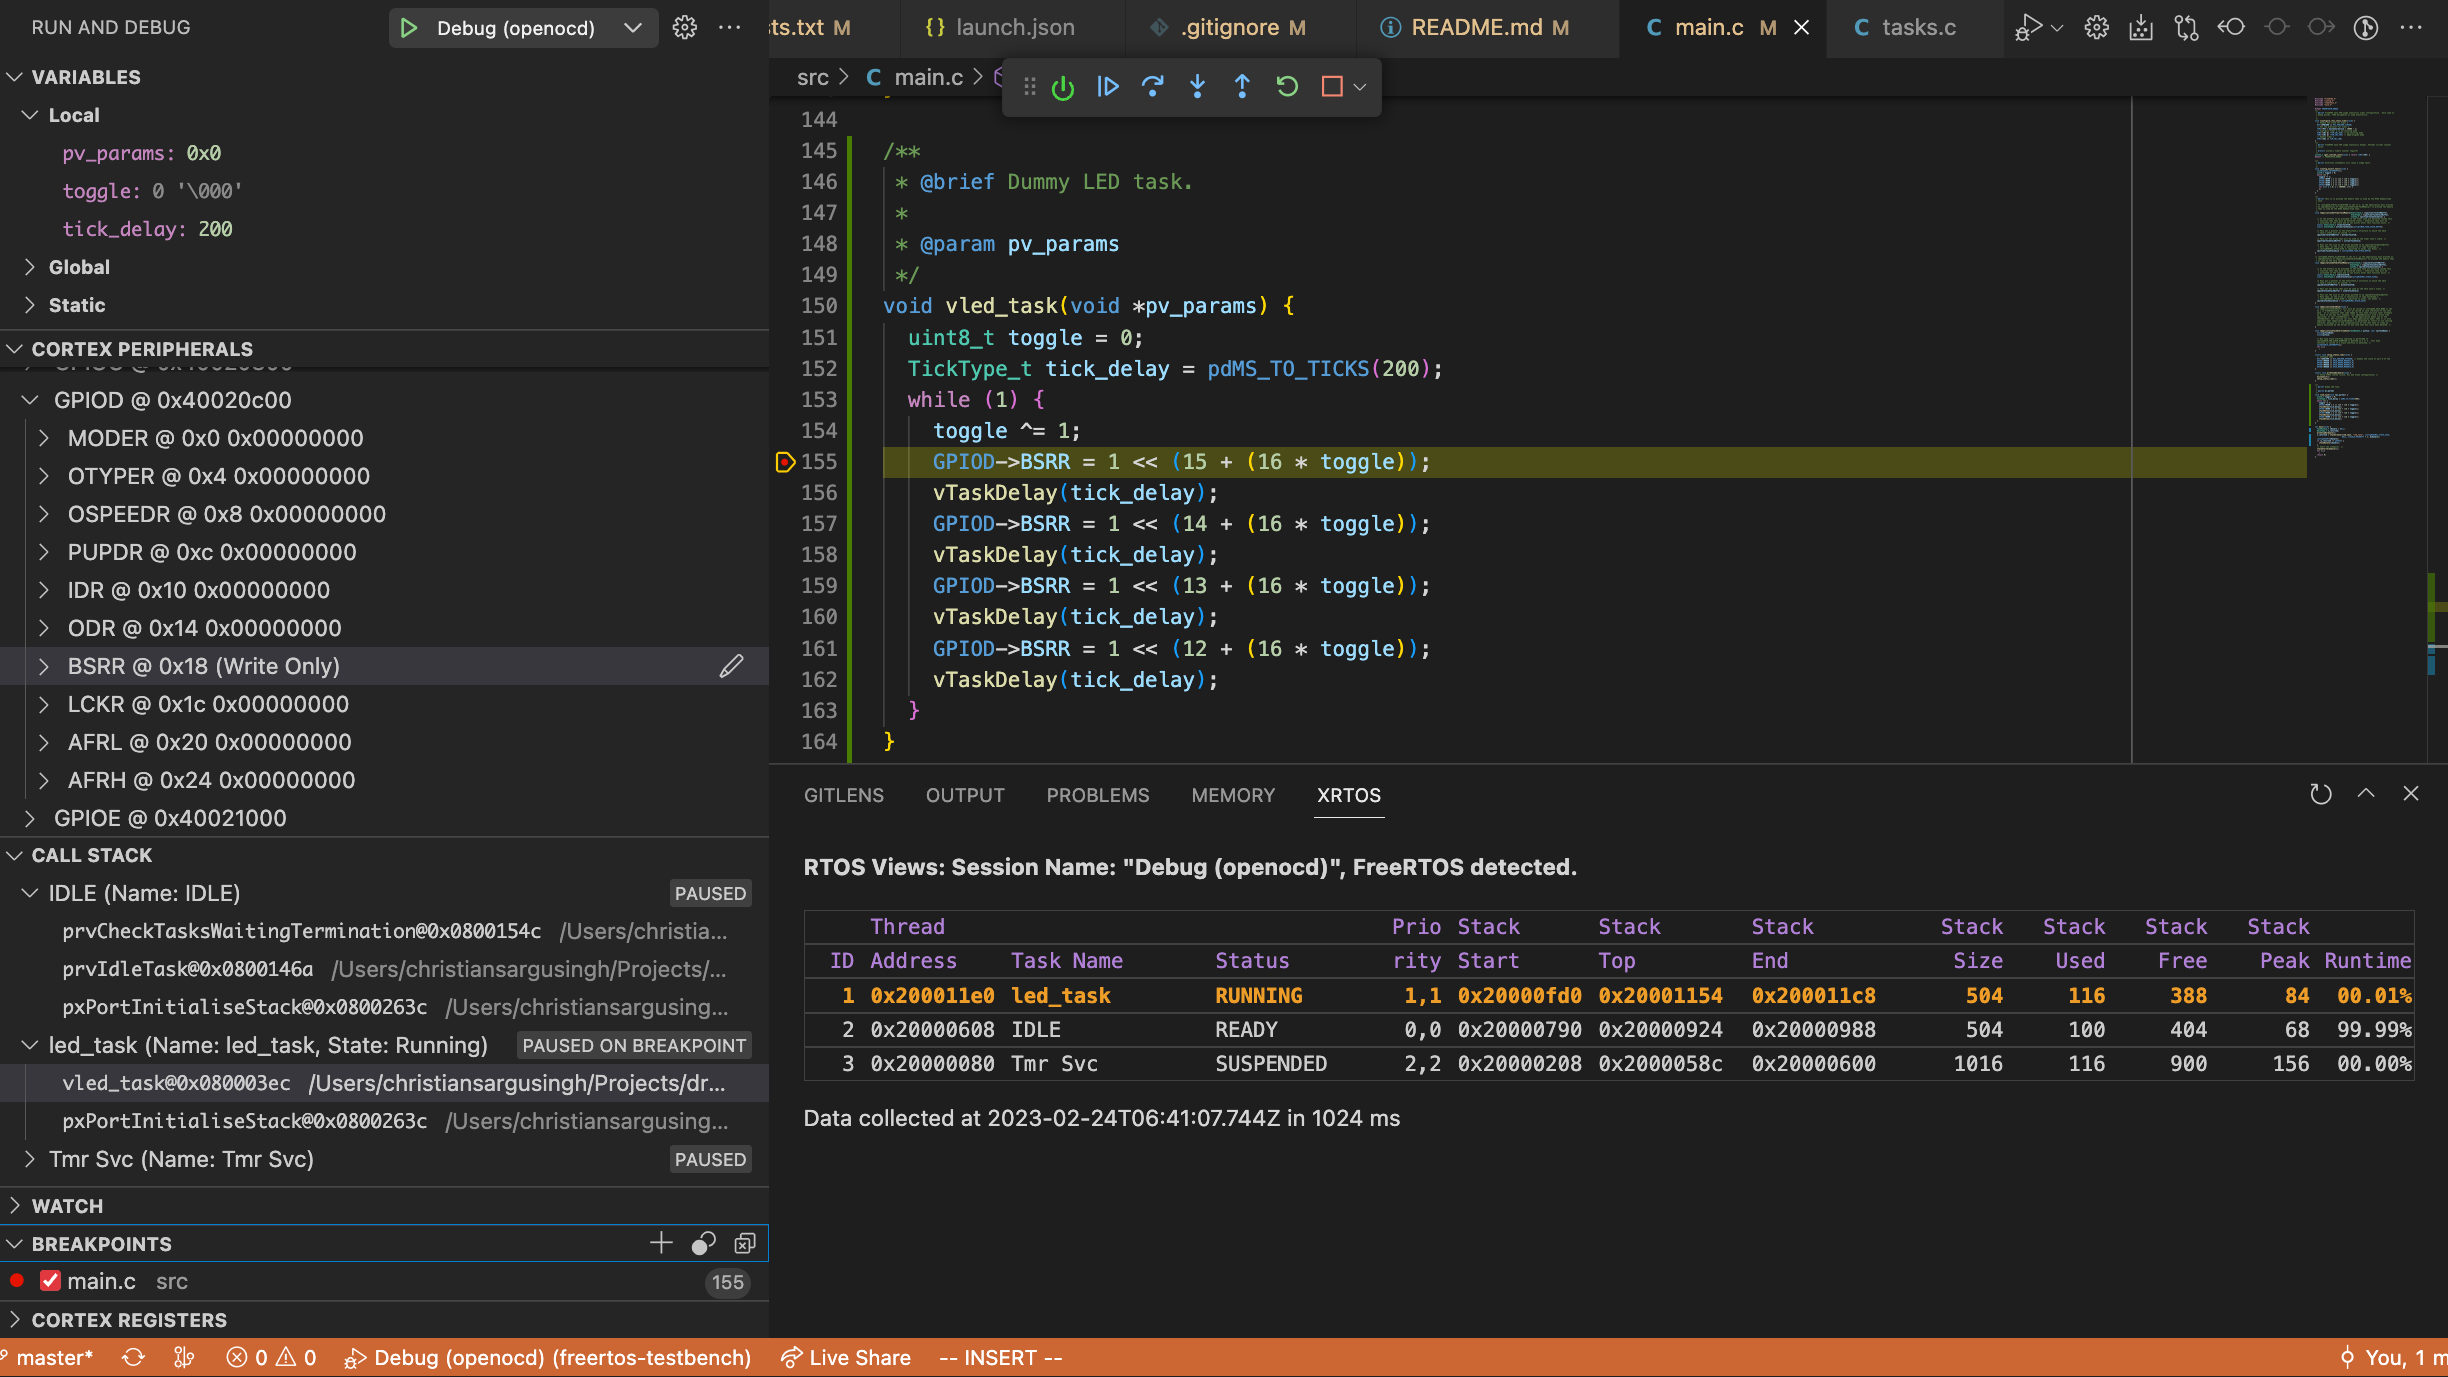 RUN AND DEBUG
Debug (openocd)
VARIABLES
Local
pv_params: 0x0
toggle: 0 '\000'
tick_delay: 200
Global
Static
CORTEX PERIPHERALS
GPIOD @ 0x40020c00
MODER @ 0x0 0x00000000
OTYPER @ 0x4 0x00000000
OSPEEDR @ 0x8 0x00000000
PUPDR @ 0xc 0x00000000
IDR @ 0x10 0x00000000
ODR @ 0x14 0x00000000
BSRR @ 0x18 (Write Only)
LCKR @ 0x1c 0x00000000
AFRL @ 0x20 0x00000000
AFRH @ 0x24 0x00000000
GPIOE @ 0x40021000
CALL STACK
IDLE (Name: IDLE) PAUSED
prvCheckTasksWaitingTermination@0x0800154c /Users/christia...
prvIdleTask@0x0800146a /Users/christiansargusingh/Projects/...
pxPortInitialiseStack@0x0800263c /Users/christiansargusing...
led_task (Name: led_task, State: Running) PAUSED ON BREAKPOINT
vled_task@0x080003ec /Users/christiansargusingh/Projects/dr...
pxPortInitialiseStack@0x0800263c /Users/christiansargusing...
Tmr Svc (Name: Tmr Svc) PAUSED
WATCH
BREAKPOINTS
main.c src 155
CORTEX REGISTERS
sts.txt M {} launch.json .gitignore M README.md M C main.c M C tasks.c
src > C main.c >
144
145 /**
146 * @brief Dummy LED task.
147 *
148 * @param pv_params
149 */
150 void vled_task(void *pv_params) {
151 uint8_t toggle = 0;
152 TickType_t tick_delay = pdMS_TO_TICKS(200);
153 while (1) {
154 toggle ^= 1;
155 GPIOD->BSRR = 1 << (15 + (16 * toggle));
156 vTaskDelay(tick_delay);
157 GPIOD->BSRR = 1 << (14 + (16 * toggle));
158 vTaskDelay(tick_delay);
159 GPIOD->BSRR = 1 << (13 + (16 * toggle));
160 vTaskDelay(tick_delay);
161 GPIOD->BSRR = 1 << (12 + (16 * toggle));
162 vTaskDelay(tick_delay);
163 }
164 }
GITLENS OUTPUT PROBLEMS MEMORY XRTOS
RTOS Views: Session Name: "Debug (openocd)", FreeRTOS detected.
Thread Prio Stack Stack Stack Stack Stack Stack Stack
ID Address Task Name Status rity Start Top End Size Used Free Peak Runtime
1 0x200011e0 led_task RUNNING 1,1 0x20000fd0 0x20001154 0x200011c8 504 116 388 84 00.01%
2 0x20000608 IDLE READY 0,0 0x20000790 0x20000924 0x20000988 504 100 404 68 99.99%
3 0x20000080 Tmr Svc SUSPENDED 2,2 0x20000208 0x2000058c 0x20000600 1016 116 900 156 00.00%
Data collected at 2023-02-24T06:41:07.744Z in 1024 ms
master* 0 0 Debug (openocd) (freertos-testbench) Live Share -- INSERT -- You, 1 m